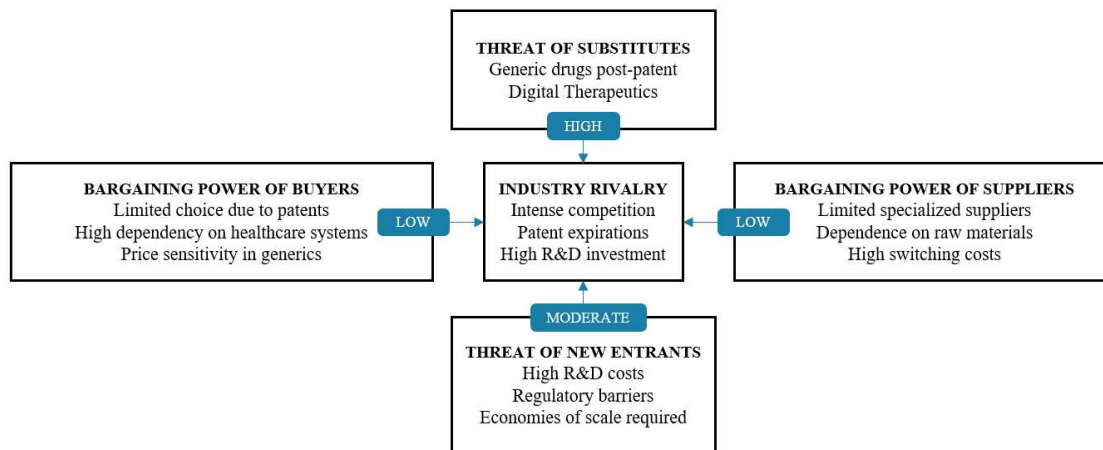 THREAT OF SUBSTITUTES
Generic drugs post-patent
Digital Therapeutics
HIGH
BARGAINING POWER OF BUYERS
Limited choice due to patents
High dependency on healthcare systems
Price sensitivity in generics
LOW
INDUSTRY RIVALRY
Intense competition
Patent expirations
High R&D investment
LOW
BARGAINING POWER OF SUPPLIERS
Limited specialized suppliers
Dependence on raw materials
High switching costs
MODERATE
THREAT OF NEW ENTRANTS
High R&D costs
Regulatory barriers
Economies of scale required